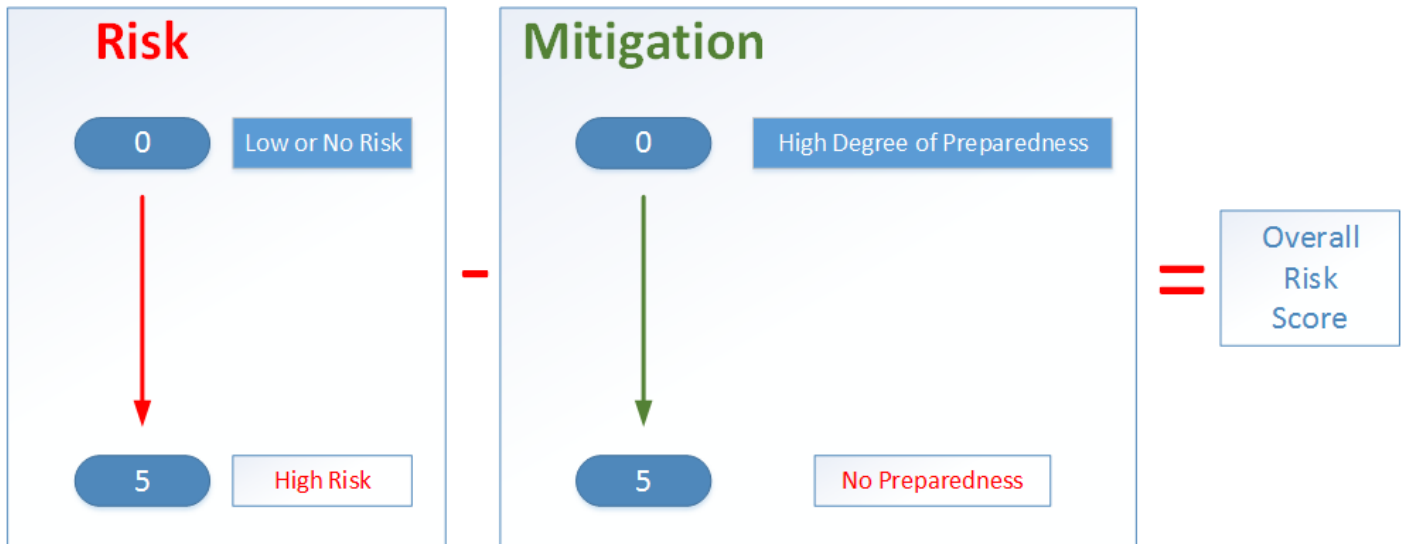 Risk
Mitigation
0
Low or No Risk
0
High Degree of Preparedness
-
=
Overall
Risk
Score
5
High Risk
5
No Preparedness